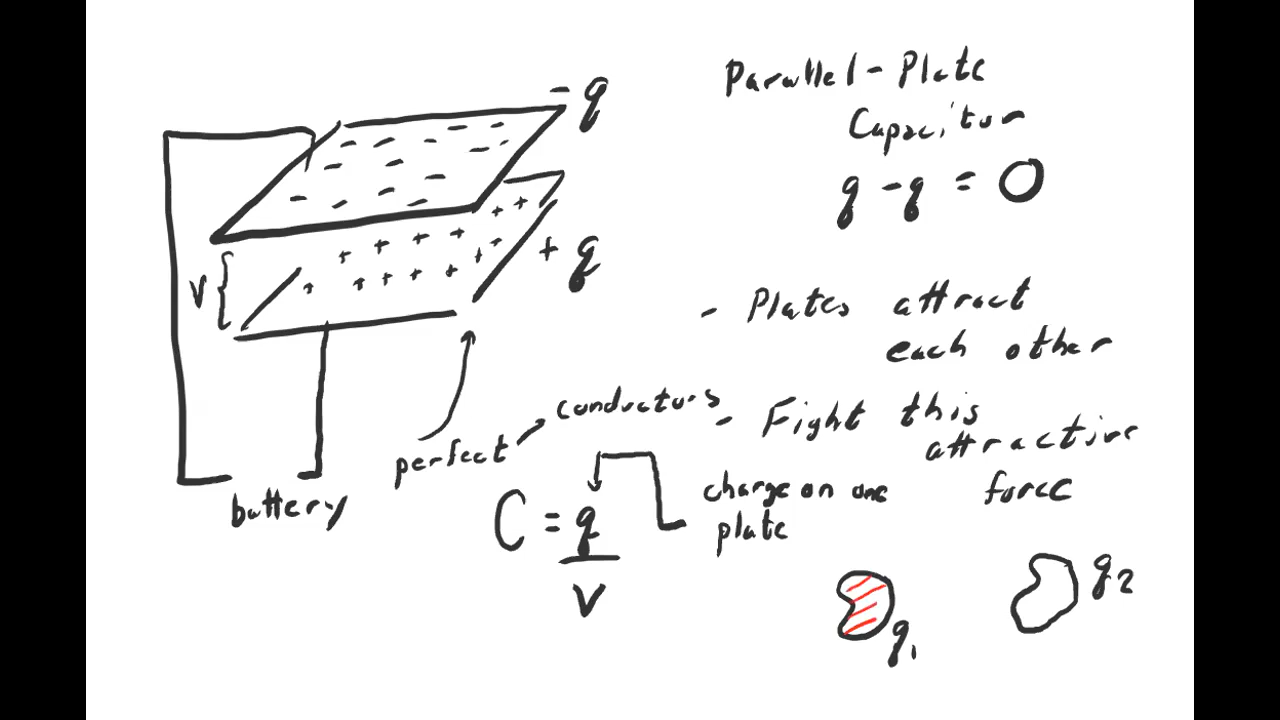 Parallel - Plate
Capacitor
q - q = 0
- q
+ q
V {
- Plates attract
each other
- Fight this
attractive
force
perfect conductors
battery
C = q
V
charge on one
plate
q1
q2